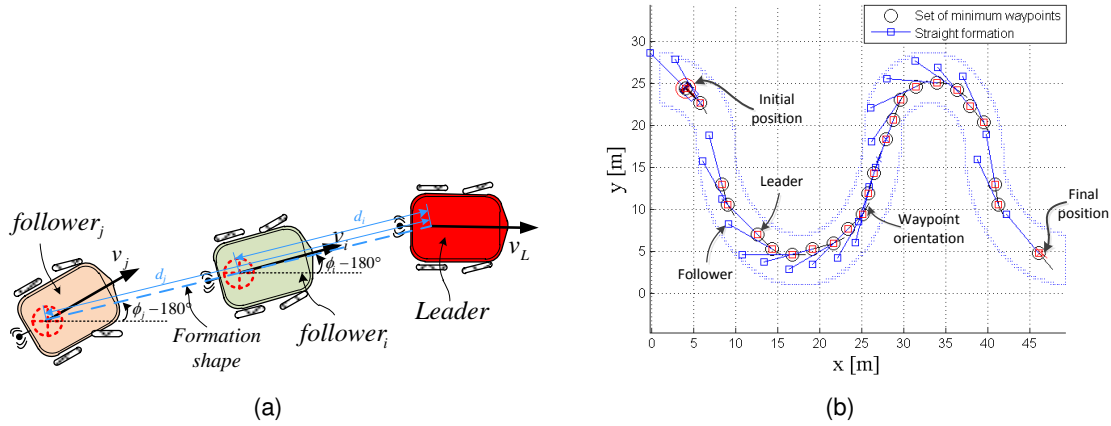 follower_j
v_j
d_j
ϕ_j −180°
Formation
shape
d_i
v_i
ϕ_i −180°
follower_i
Leader
v_L
(a)
Set of minimum waypoints
Straight formation
Initial
position
Leader
Follower
Waypoint
orientation
Final
position
y [m]
35
30
25
20
15
10
5
0
0 5 10 15 20 25 30 35 40 45
x [m]
(b)